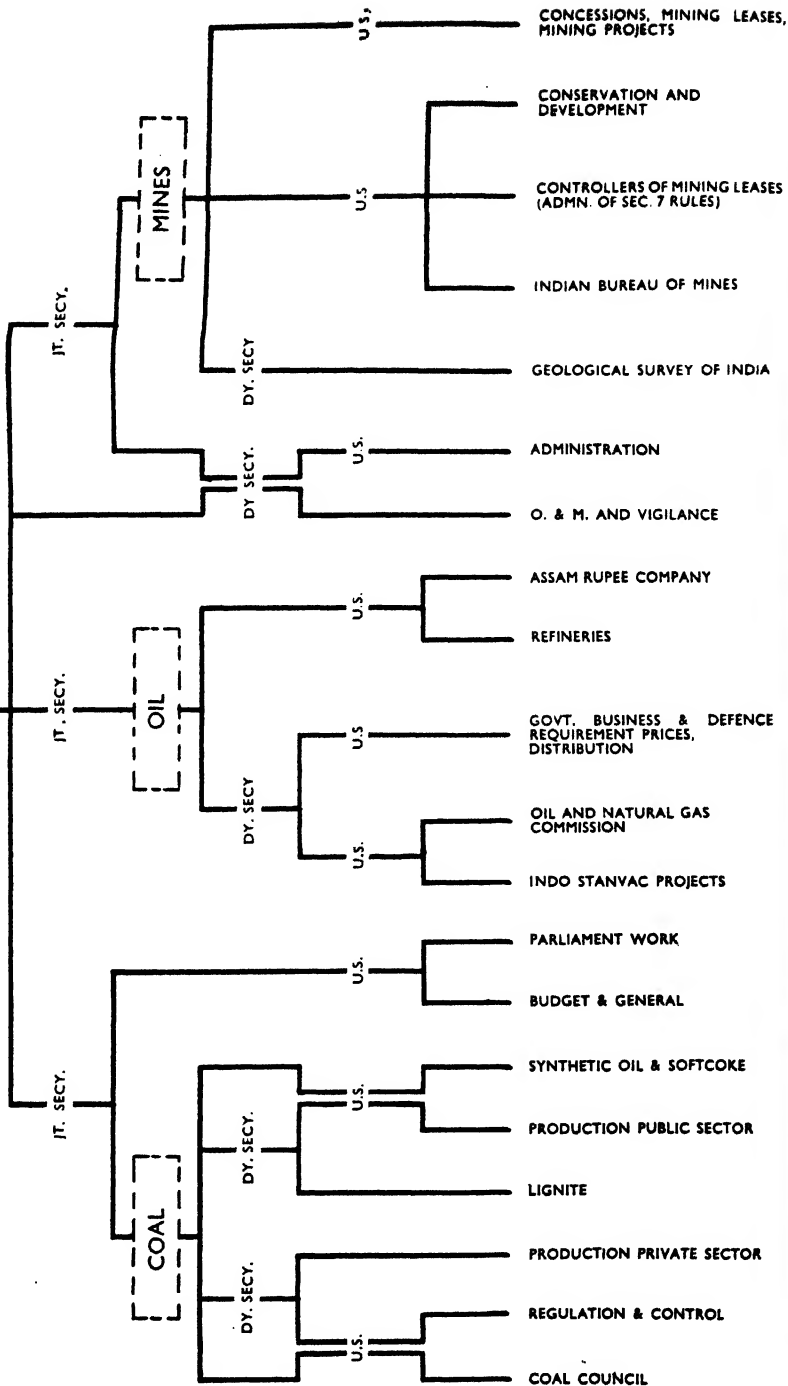 CONCESSIONS, MINING LEASES,
MINING PROJECTS
U.S,
CONSERVATION AND
DEVELOPMENT
MINES
U.S
CONTROLLERS OF MINING LEASES
(ADMN. OF SEC. 7 RULES)
INDIAN BUREAU OF MINES
JT. SECY.
DY. SECY
GEOLOGICAL SURVEY OF INDIA
U.S.
ADMINISTRATION
DY SECY.
O. & M. AND VIGILANCE
ASSAM RUPEE COMPANY
U.S.
REFINERIES
JT. SECY.
OIL
U.S
GOVT. BUSINESS & DEFENCE
REQUIREMENT PRICES,
DISTRIBUTION
DY. SECY
OIL AND NATURAL GAS
COMMISSION
U.S.
INDO STANVAC PROJECTS
PARLIAMENT WORK
U.S.
BUDGET & GENERAL
SYNTHETIC OIL & SOFTCOKE
JT. SECY.
U.S.
PRODUCTION PUBLIC SECTOR
DY. SECY.
LIGNITE
COAL
PRODUCTION PRIVATE SECTOR
DY. SECY.
REGULATION & CONTROL
U.S.
COAL COUNCIL